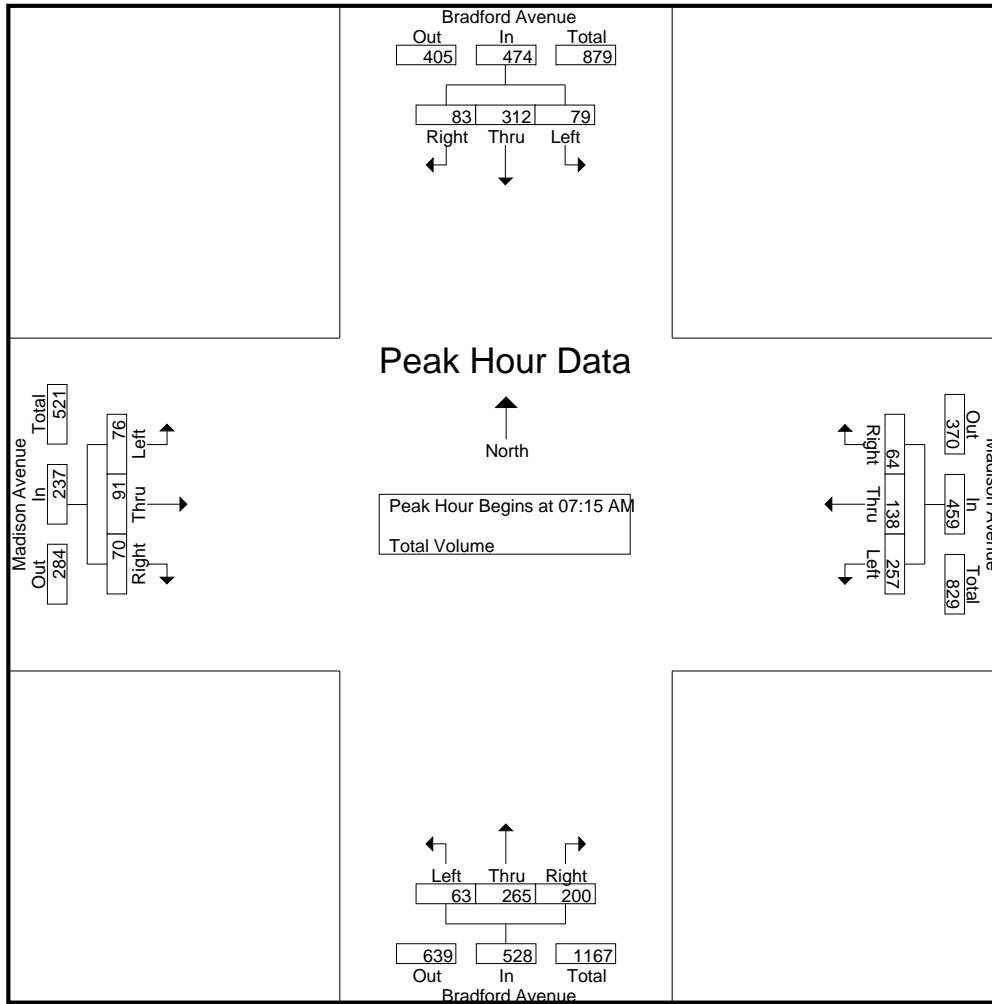 Bradford Avenue
Out In Total
405 474 879
83 312 79
Right Thru Left
Peak Hour Data
North
Peak Hour Begins at 07:15 AM
Total Volume
Madison Avenue
Out In Total
284 237 521
70 91 76
Right Thru Left
Madison Avenue
Out In Total
370 459 829
64 138 257
Right Thru Left
Left Thru Right
63 265 200
639 528 1167
Out In Total
Bradford Avenue